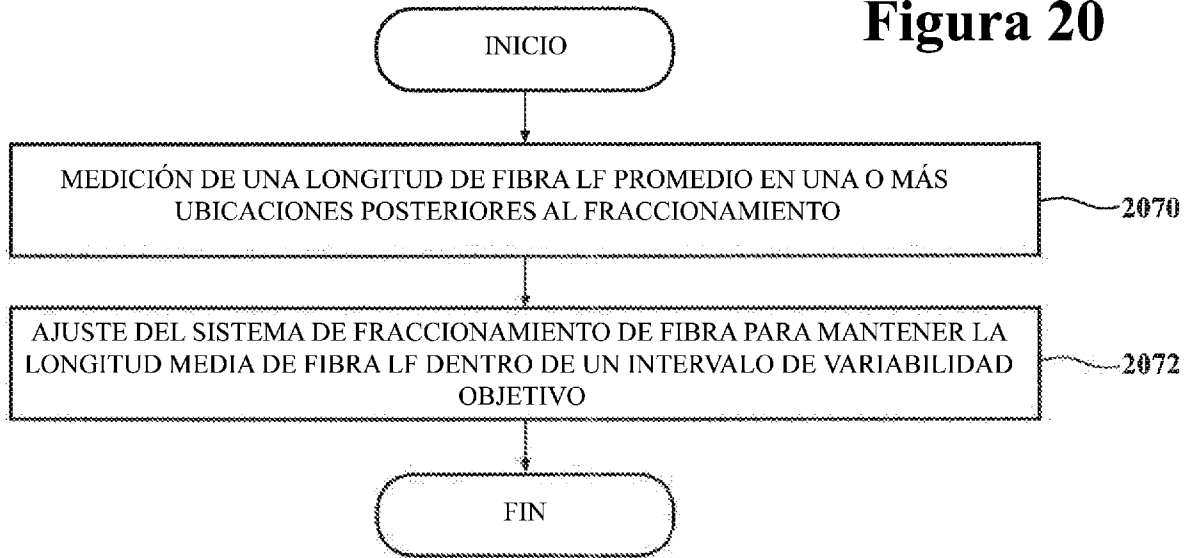 Figura 20
INICIO
MEDICIÓN DE UNA LONGITUD DE FIBRA LF PROMEDIO EN UNA O MÁS
UBICACIONES POSTERIORES AL FRACCIONAMIENTO
2070
AJUSTE DEL SISTEMA DE FRACCIONAMIENTO DE FIBRA PARA MANTENER LA
LONGITUD MEDIA DE FIBRA LF DENTRO DE UN INTERVALO DE VARIABILIDAD
OBJETIVO
2072
FIN